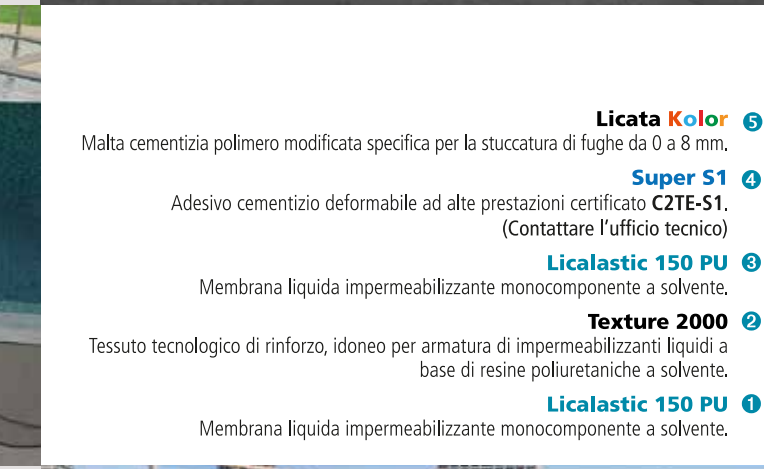 Licata Kolor 5
Malta cementizia polimero modificata specifica per la stuccatura di fughe da 0 a 8 mm.
Super S1 4
Adesivo cementizio deformabile ad alte prestazioni certificato C2TE-S1.
(Contattare l'ufficio tecnico)
Licalastic 150 PU 3
Membrana liquida impermeabilizzante monocomponente a solvente.
Texture 2000 2
Tessuto tecnologico di rinforzo, idoneo per armatura di impermeabilizzanti liquidi a
base di resine poliuretaniche a solvente.
Licalastic 150 PU 1
Membrana liquida impermeabilizzante monocomponente a solvente.